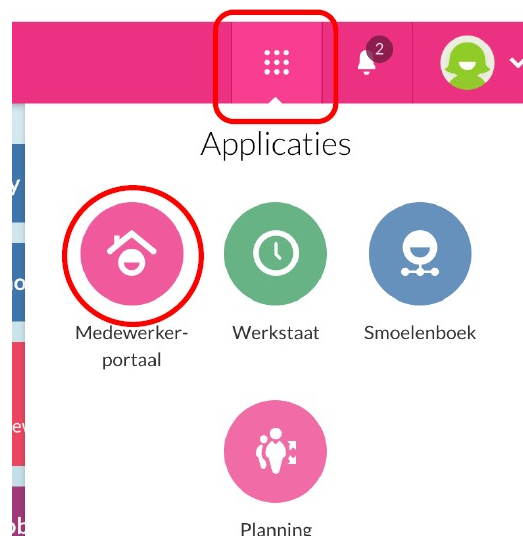 2
Applicaties
Medewerker-
portaal
Werkstaat
Smoelenboek
Planning